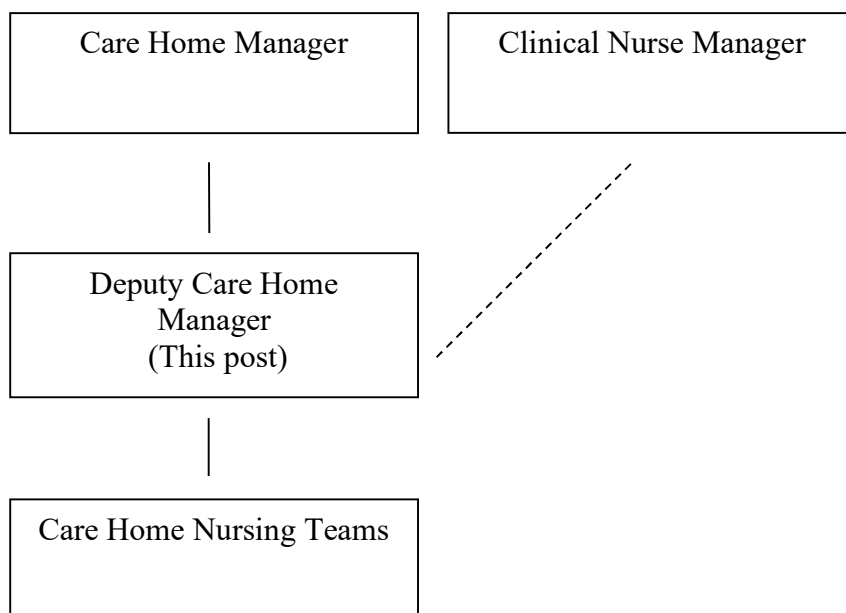 Care Home Manager
Clinical Nurse Manager
Deputy Care Home
Manager
(This post)
Care Home Nursing Teams